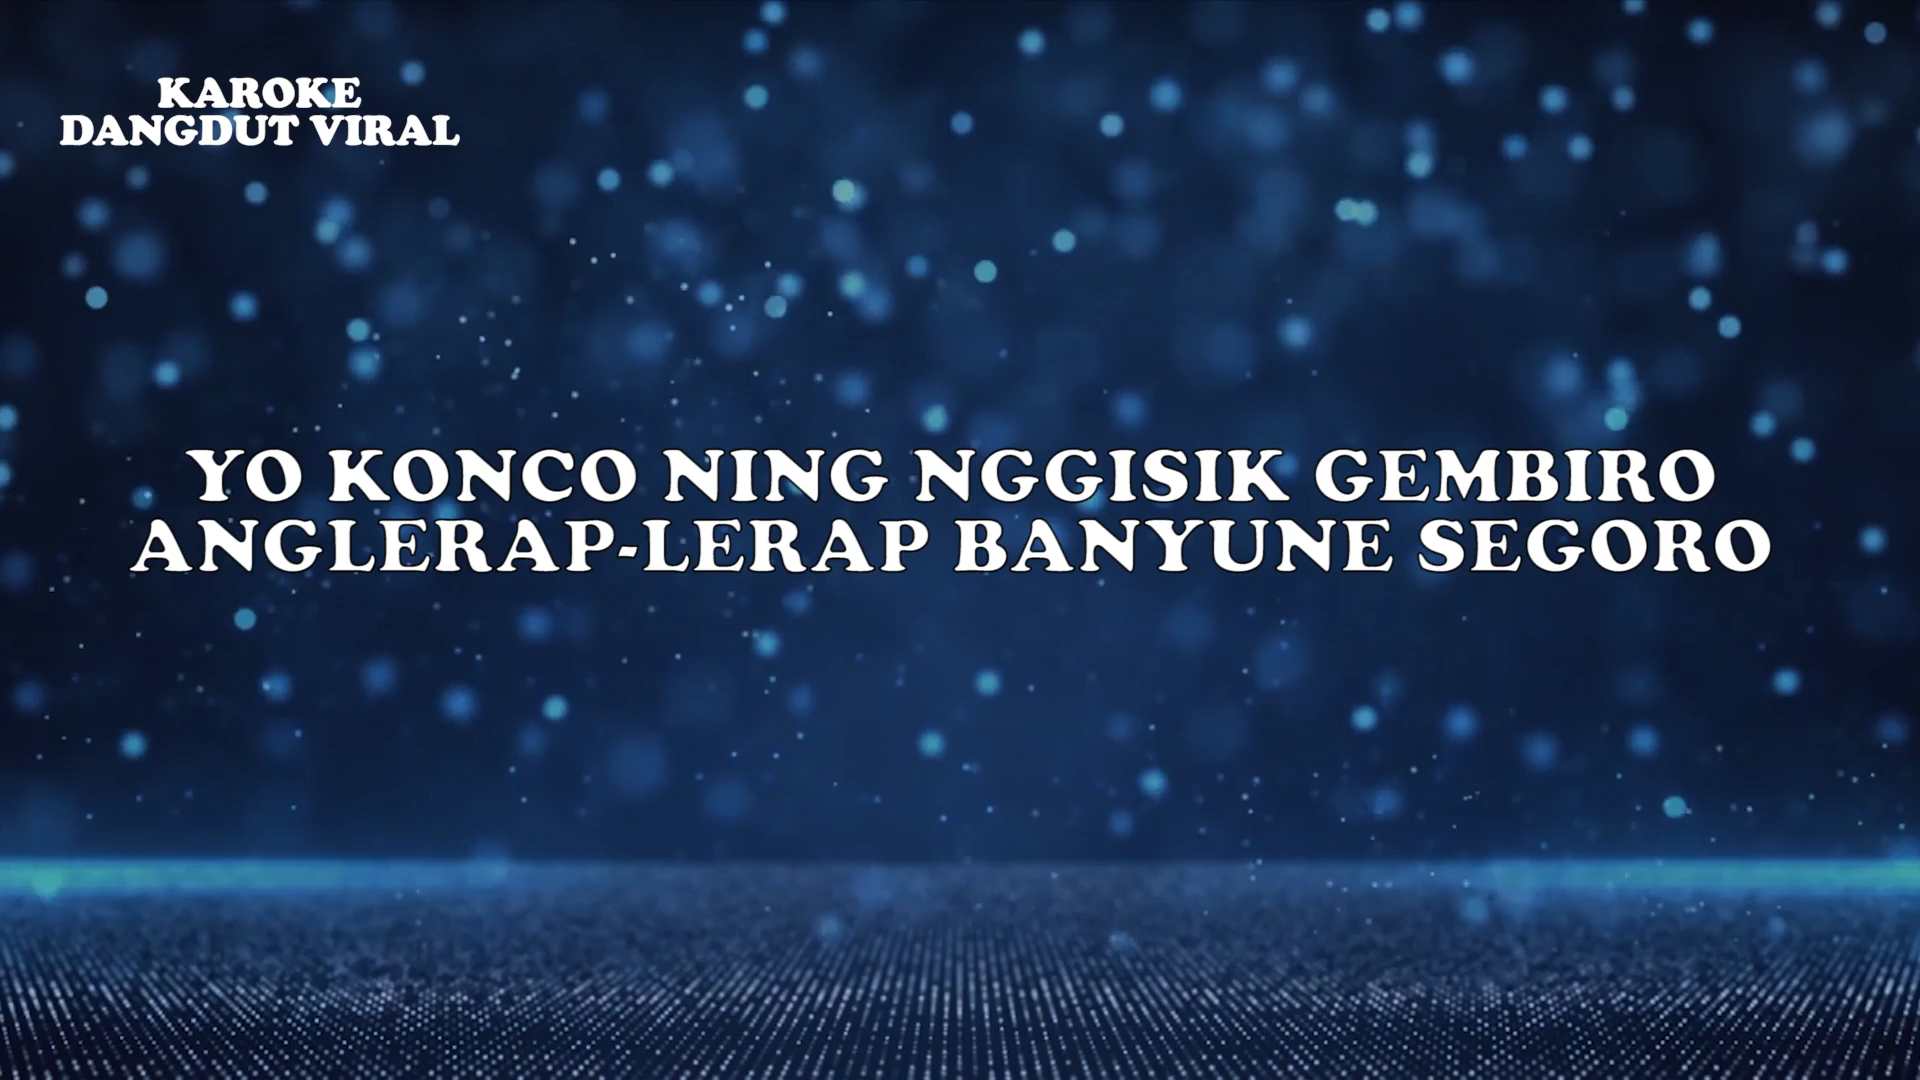 KAROKE
DANGDUT VIRAL
YO KONCO NING NGGISIK GEMBIRO
ANGLERAP-LERAP BANYUNE SEGORO